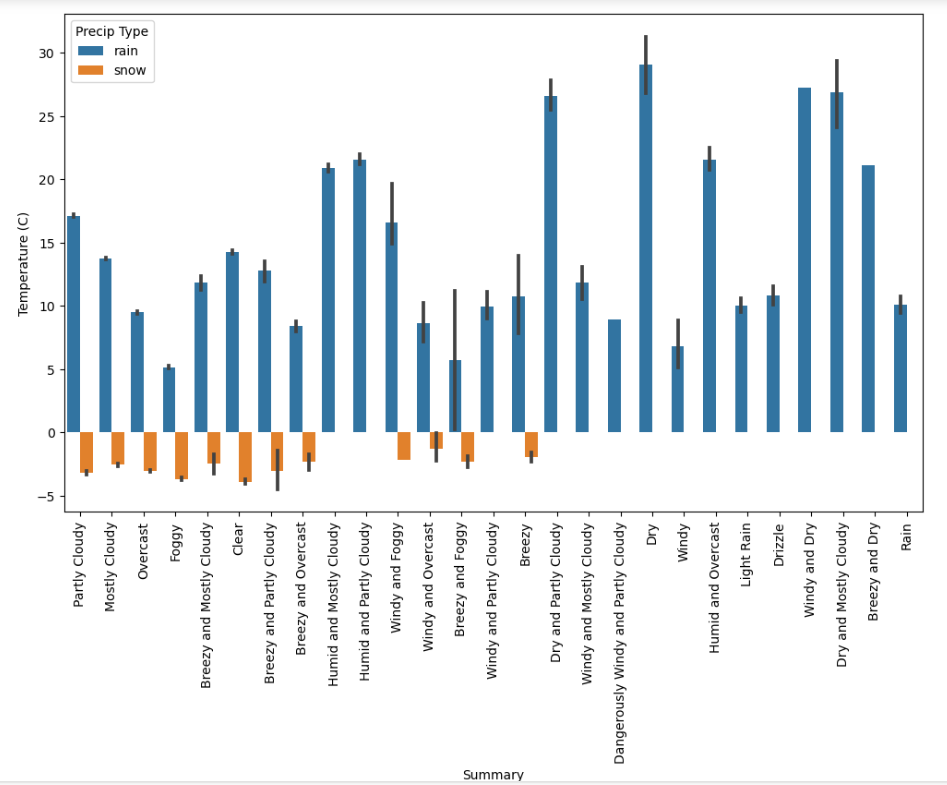 Precip Type
rain
snow
Temperature (C)
30
25
20
15
10
5
0
−5
Partly Cloudy
Mostly Cloudy
Overcast
Foggy
Breezy and Mostly Cloudy
Clear
Breezy and Partly Cloudy
Breezy and Overcast
Humid and Mostly Cloudy
Humid and Partly Cloudy
Windy and Foggy
Windy and Overcast
Breezy and Foggy
Windy and Partly Cloudy
Breezy
Dry and Partly Cloudy
Windy and Mostly Cloudy
Dangerously Windy and Partly Cloudy
Dry
Windy
Humid and Overcast
Light Rain
Drizzle
Windy and Dry
Dry and Mostly Cloudy
Breezy and Dry
Rain
Summary